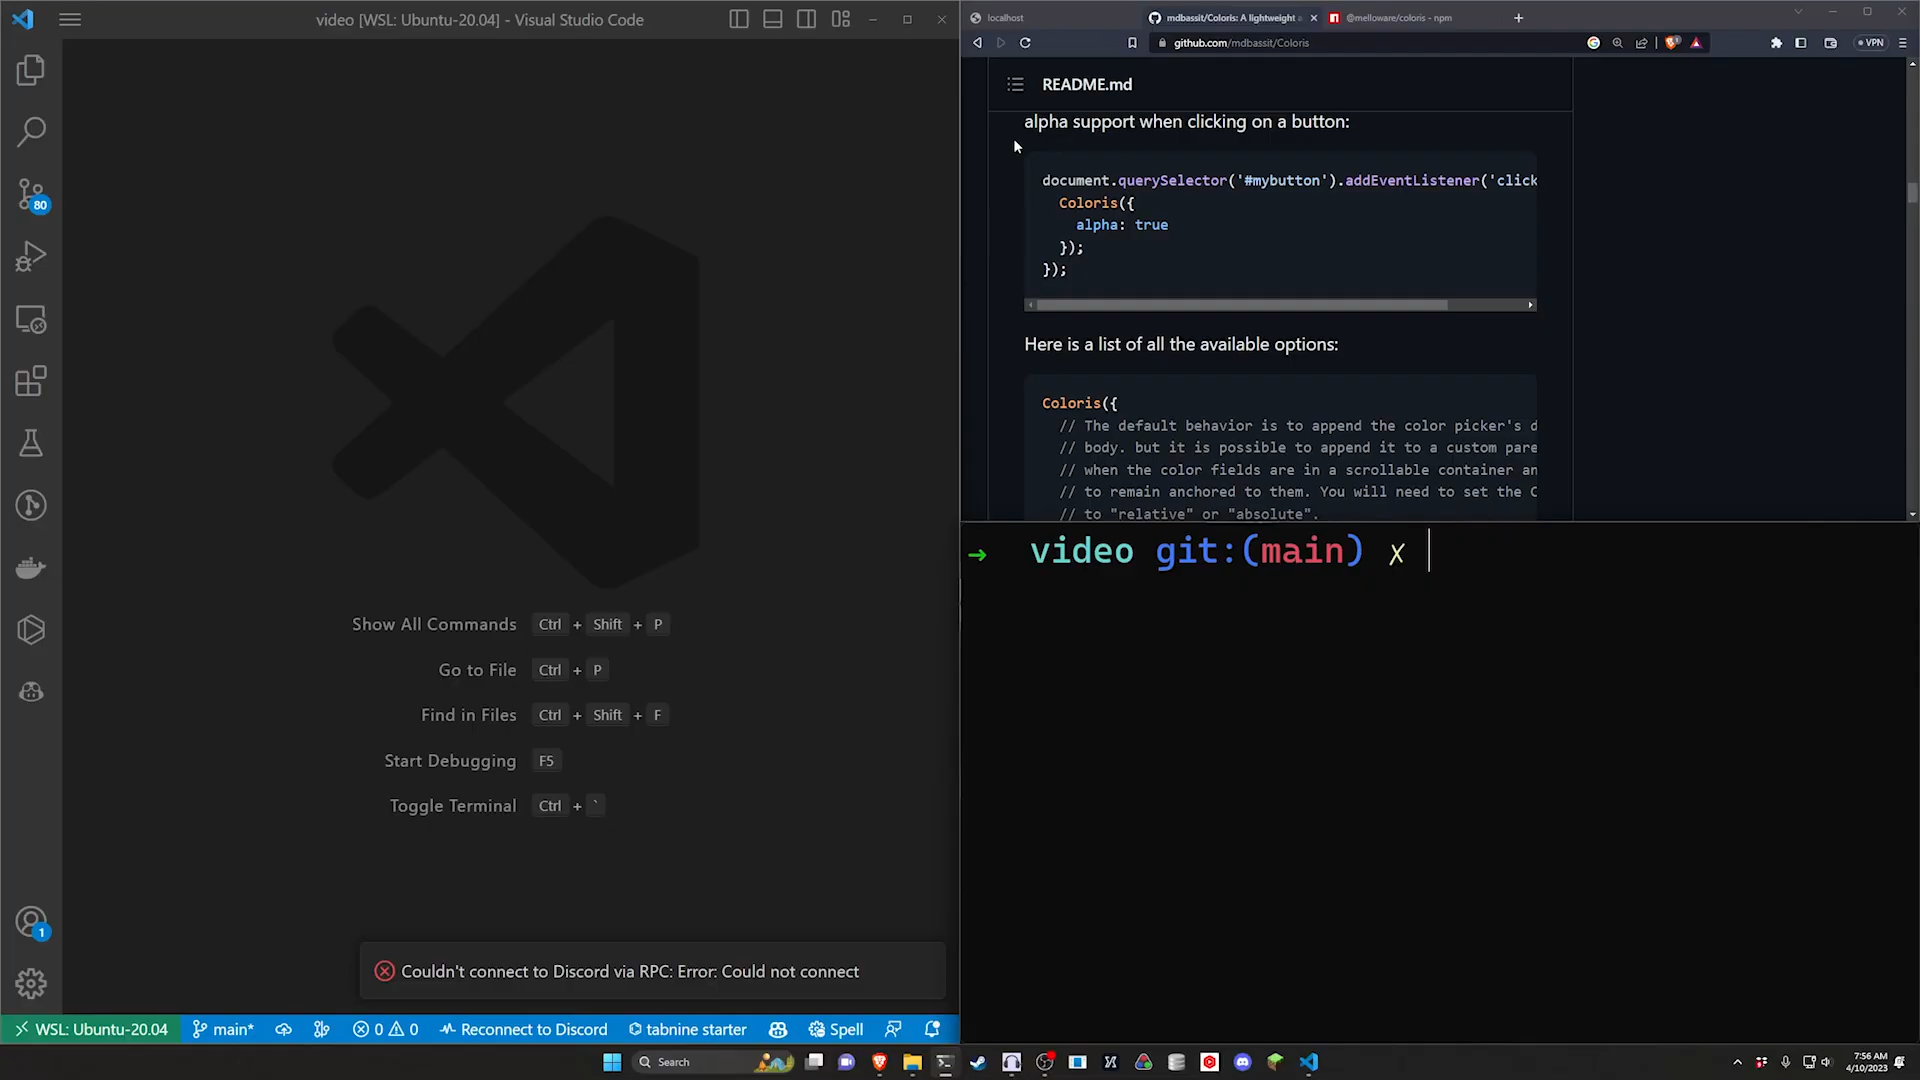 video [WSL: Ubuntu-20.04] - Visual Studio Code
80
Show All Commands Ctrl + Shift + P
Go to File Ctrl + P
Find in Files Ctrl + Shift + F
Start Debugging F5
Toggle Terminal Ctrl + `
1
Couldn't connect to Discord via RPC: Error: Could not connect
WSL: Ubuntu-20.04 main* 0 0 Reconnect to Discord tabnine starter Spell
localhost
mdbassit/Coloris: A lightweight
@melloware/coloris - npm
github.com/mdbassit/Coloris
VPN
README.md
alpha support when clicking on a button:
document.querySelector('#mybutton').addEventListener('click
Coloris({
alpha: true
});
});
Here is a list of all the available options:
Coloris({
// The default behavior is to append the color picker's d
// body. but it is possible to append it to a custom pare
// when the color fields are in a scrollable container an
// to remain anchored to them. You will need to set the C
// to "relative" or "absolute".
→ video git:(main) ✗
Search
7:56 AM
4/10/2023